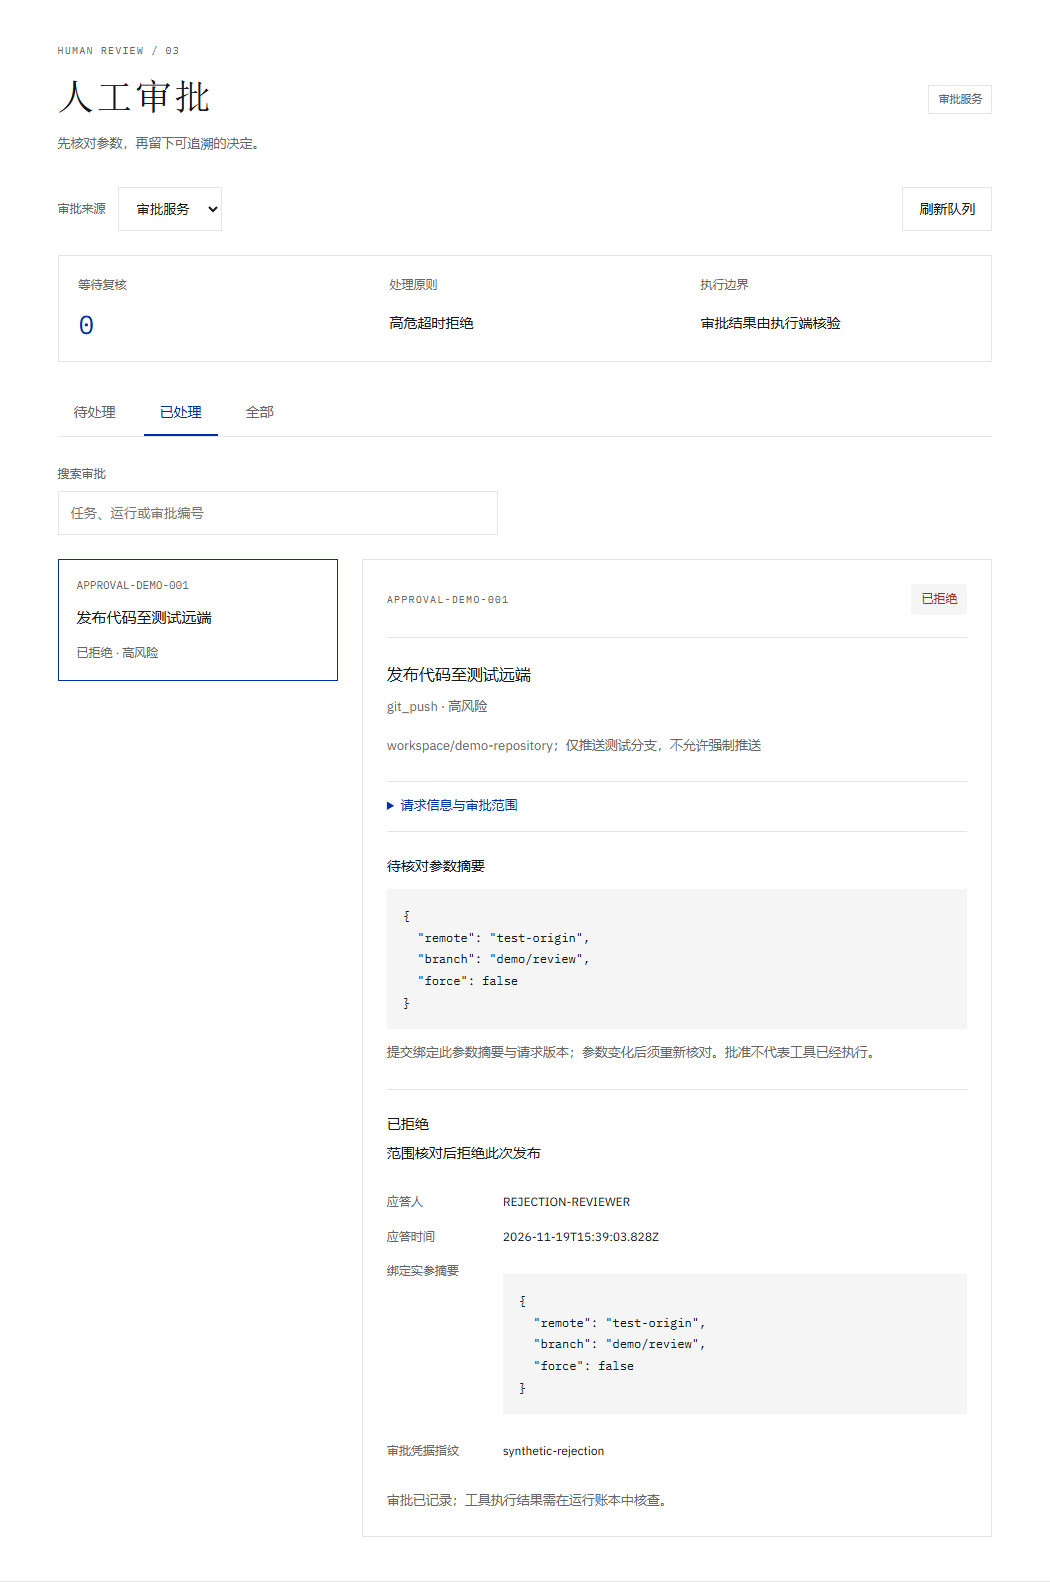 HUMAN REVIEW / 03
人工审批
审批服务
先核对参数，再留下可追溯的决定。
审批来源 审批服务 刷新队列
等待复核 处理原则 执行边界
0 高危超时拒绝 审批结果由执行端核验
待处理 已处理 全部
搜索审批
任务、运行或审批编号
APPROVAL-DEMO-001
发布代码至测试远端
已拒绝 · 高风险
APPROVAL-DEMO-001 已拒绝
发布代码至测试远端
git_push · 高风险
workspace/demo-repository；仅推送测试分支，不允许强制推送
▶ 请求信息与审批范围
待核对参数摘要
{
"remote": "test-origin",
"branch": "demo/review",
"force": false
}
提交绑定此参数摘要与请求版本；参数变化后须重新核对。批准不代表工具已经执行。
已拒绝
范围核对后拒绝此次发布
应答人 REJECTION-REVIEWER
应答时间 2026-11-19T15:39:03.828Z
绑定实参摘要
{
"remote": "test-origin",
"branch": "demo/review",
"force": false
}
审批凭据指纹 synthetic-rejection
审批已记录；工具执行结果需在运行账本中核查。